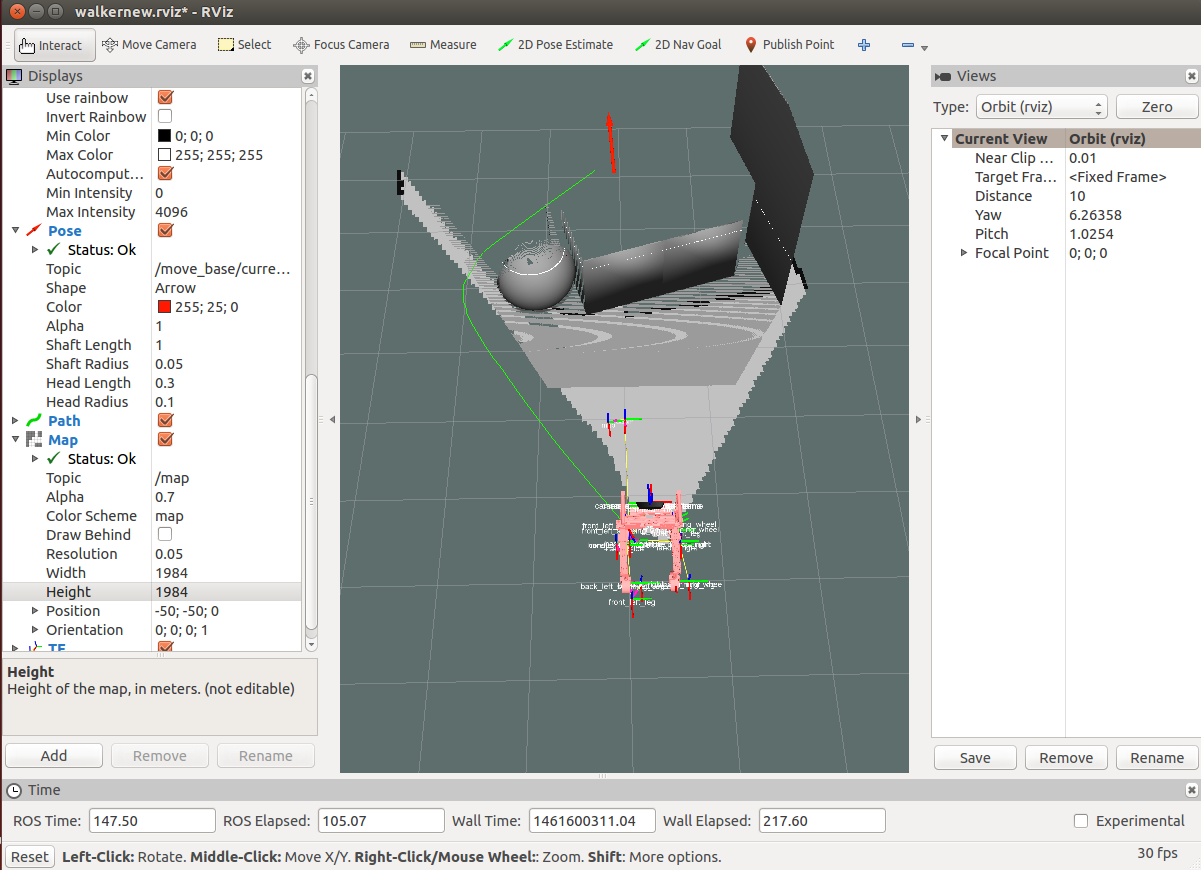 walkernew.rviz* - RViz
Interact Move Camera Select Focus Camera Measure 2D Pose Estimate 2D Nav Goal Publish Point
Displays
Use rainbow
Invert Rainbow
Min Color 0; 0; 0
Max Color 255; 255; 255
Autocomput...
Min Intensity 0
Max Intensity 4096
Pose
Status: Ok
Topic /move_base/curre...
Shape Arrow
Color 255; 25; 0
Alpha 1
Shaft Length 1
Shaft Radius 0.05
Head Length 0.3
Head Radius 0.1
Path
Map
Status: Ok
Topic /map
Alpha 0.7
Color Scheme map
Draw Behind
Resolution 0.05
Width 1984
Height 1984
Position -50; -50; 0
Orientation 0; 0; 0; 1
TF
Height
Height of the map, in meters. (not editable)
Add Remove Rename
front_left_leg
Views
Type: Orbit (rviz) Zero
Current View Orbit (rviz)
Near Clip ... 0.01
Target Fra... <Fixed Frame>
Distance 10
Yaw 6.26358
Pitch 1.0254
Focal Point 0; 0; 0
Save Remove Rename
Time
ROS Time: 147.50 ROS Elapsed: 105.07 Wall Time: 1461600311.04 Wall Elapsed: 217.60 Experimental
Reset Left-Click: Rotate. Middle-Click: Move X/Y. Right-Click/Mouse Wheel:: Zoom. Shift: More options. 30 fps